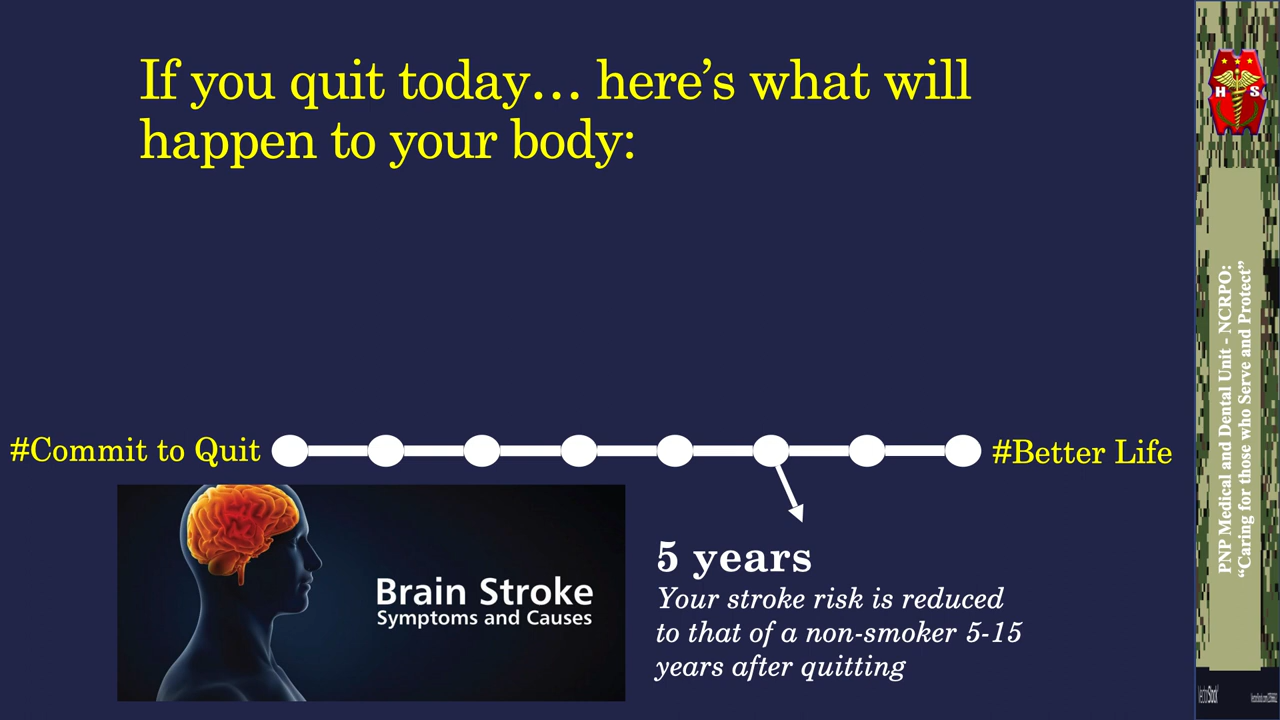 If you quit today… here’s what will
happen to your body:
#Commit to Quit
#Better Life
Brain Stroke
Symptoms and Causes
5 years
Your stroke risk is reduced
to that of a non-smoker 5-15
years after quitting
H S
PNP Medical and Dental Unit - NCRPO:
“Caring for those who Serve and Protect”
VectorStock